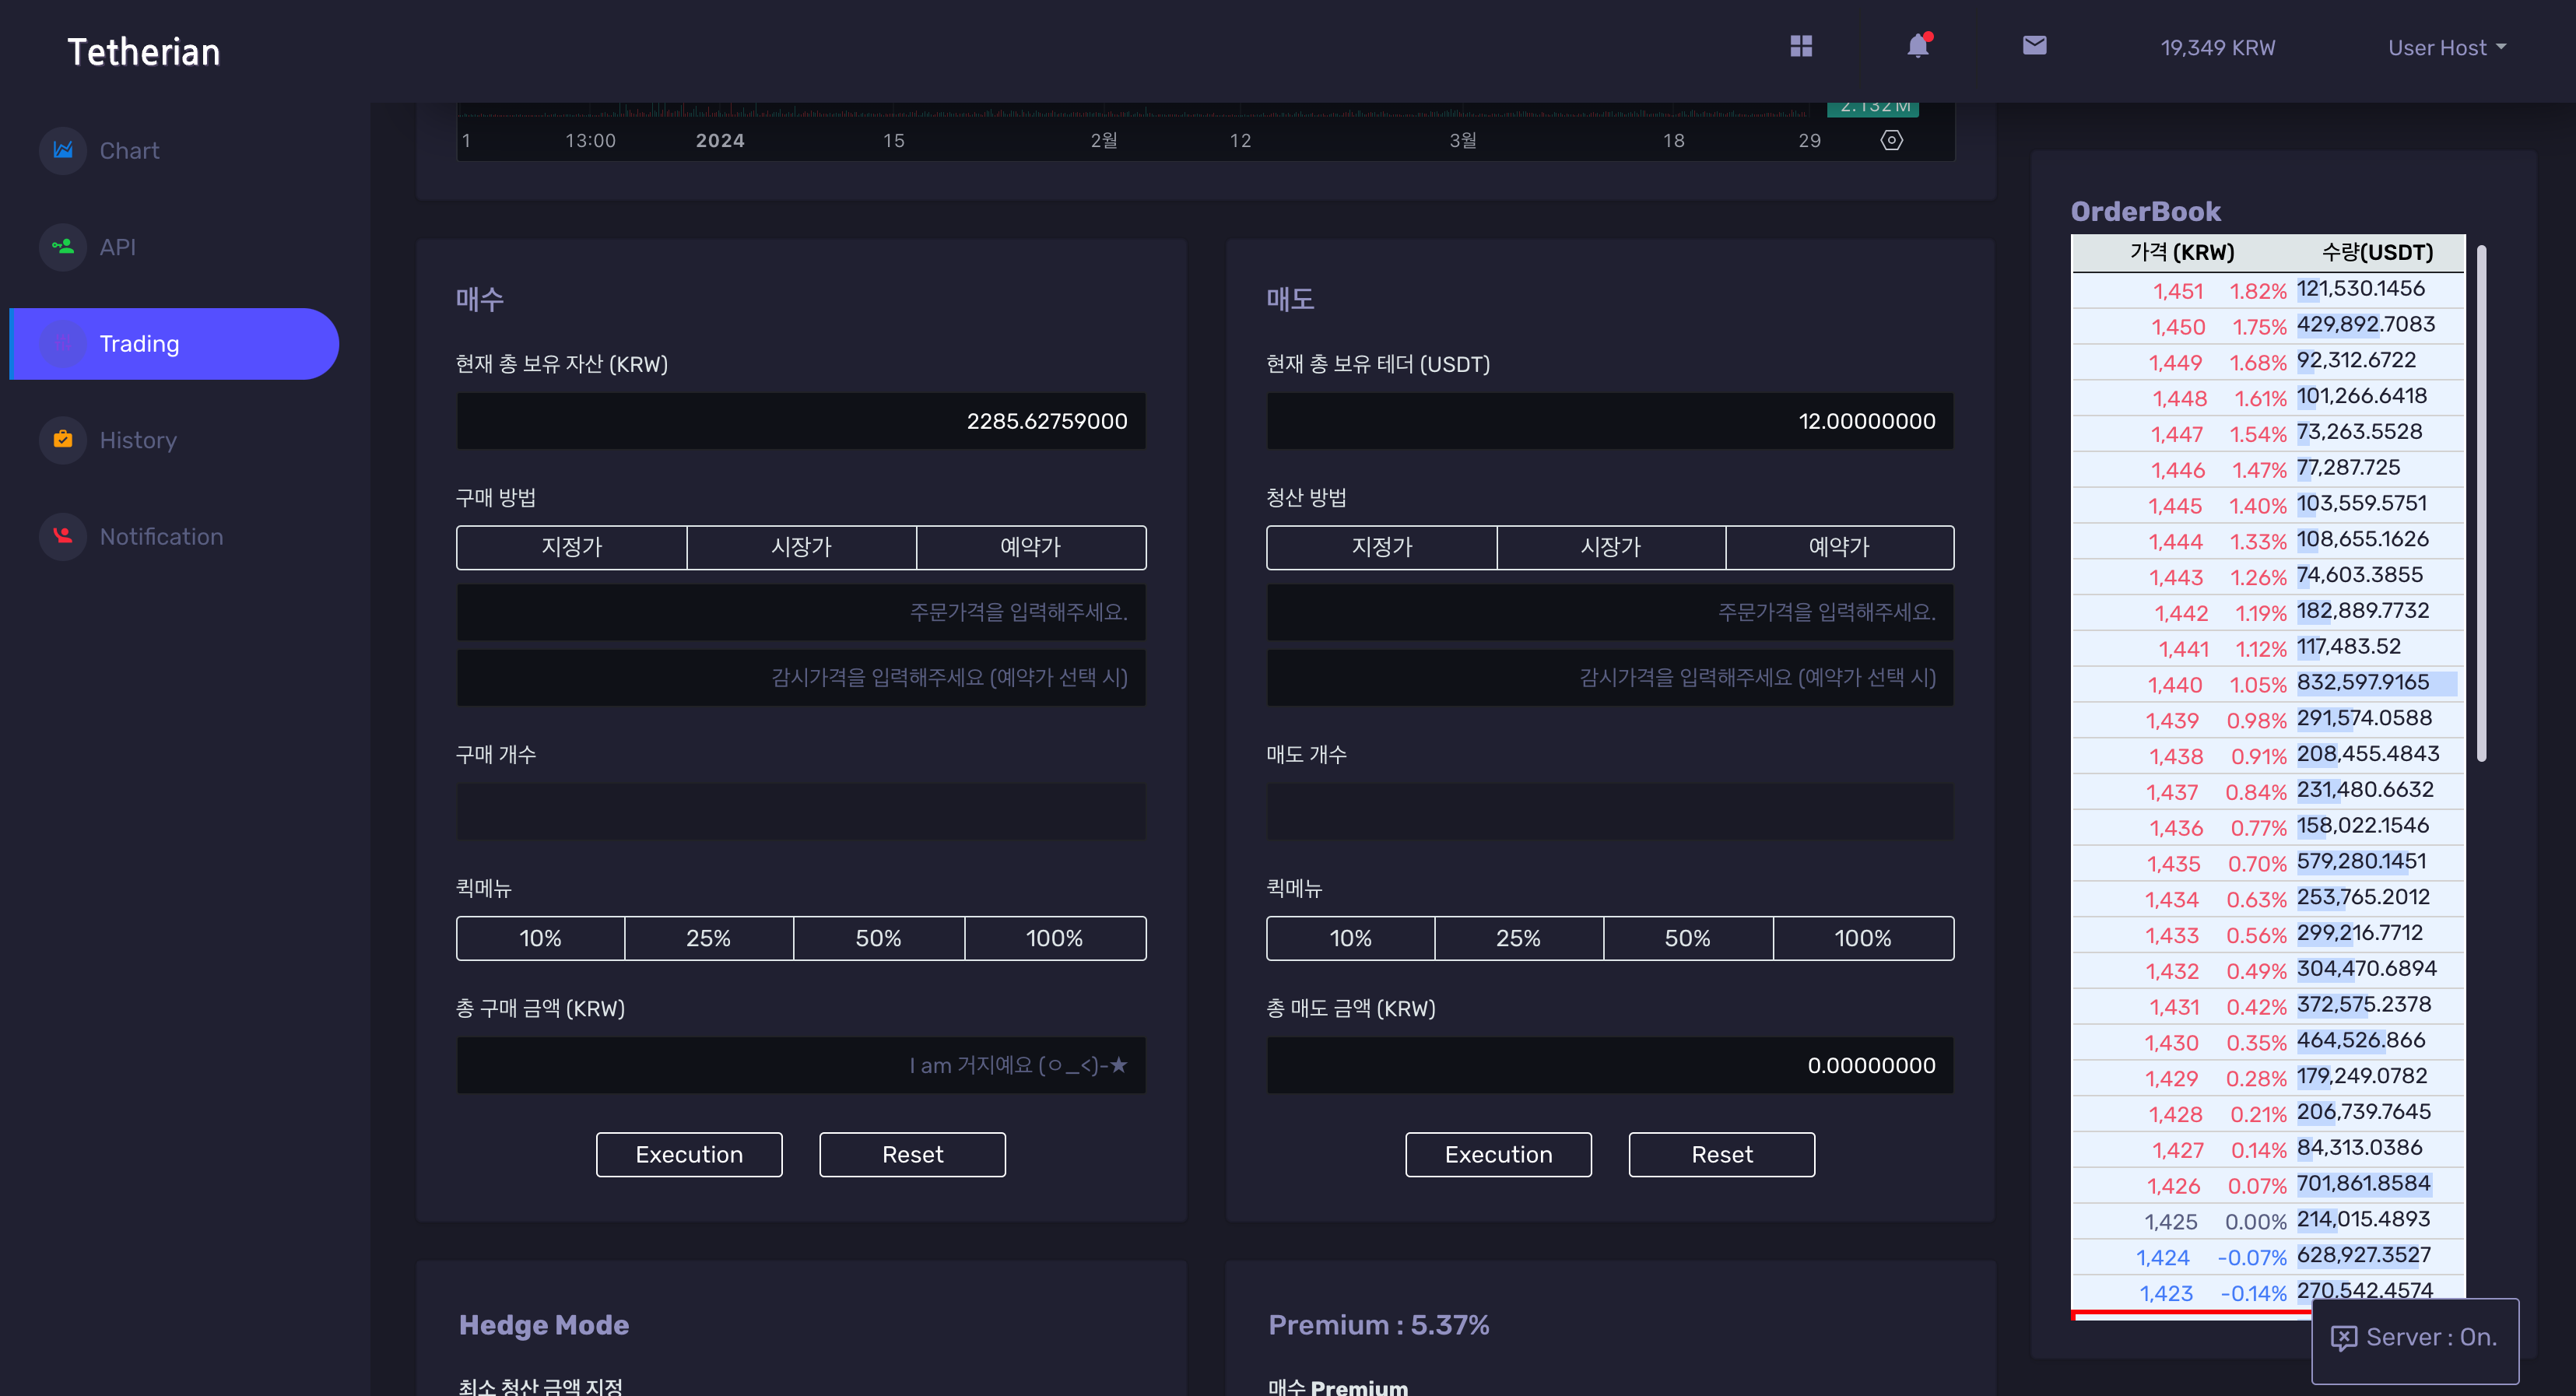 Tetherian
19,349 KRW
User Host
Chart
API
Trading
History
Notification
2.132M
1 13:00 2024 15 2월 12 3월 18 29
매수
현재 총 보유 자산 (KRW)
2285.62759000
구매 방법
지정가 시장가 예약가
주문가격을 입력해주세요.
감시가격을 입력해주세요 (예약가 선택 시)
구매 개수
퀵메뉴
10% 25% 50% 100%
총 구매 금액 (KRW)
I am 거지예요 (ㅇ_<)-★
Execution Reset
매도
현재 총 보유 테더 (USDT)
12.00000000
청산 방법
지정가 시장가 예약가
주문가격을 입력해주세요.
감시가격을 입력해주세요 (예약가 선택 시)
매도 개수
퀵메뉴
10% 25% 50% 100%
총 매도 금액 (KRW)
0.00000000
Execution Reset
Hedge Mode
최소 청산 금액 지정
Premium : 5.37%
매수 Premium
OrderBook
가격 (KRW) 수량(USDT)
1,451 1.82% 121,530.1456
1,450 1.75% 429,892.7083
1,449 1.68% 92,312.6722
1,448 1.61% 101,266.6418
1,447 1.54% 73,263.5528
1,446 1.47% 77,287.725
1,445 1.40% 103,559.5751
1,444 1.33% 108,655.1626
1,443 1.26% 74,603.3855
1,442 1.19% 182,889.7732
1,441 1.12% 117,483.52
1,440 1.05% 832,597.9165
1,439 0.98% 291,574.0588
1,438 0.91% 208,455.4843
1,437 0.84% 231,480.6632
1,436 0.77% 158,022.1546
1,435 0.70% 579,280.1451
1,434 0.63% 253,765.2012
1,433 0.56% 299,216.7712
1,432 0.49% 304,470.6894
1,431 0.42% 372,575.2378
1,430 0.35% 464,526.866
1,429 0.28% 179,249.0782
1,428 0.21% 206,739.7645
1,427 0.14% 84,313.0386
1,426 0.07% 701,861.8584
1,425 0.00% 214,015.4893
1,424 -0.07% 628,927.3527
1,423 -0.14% 270,542.4574
Server : On.